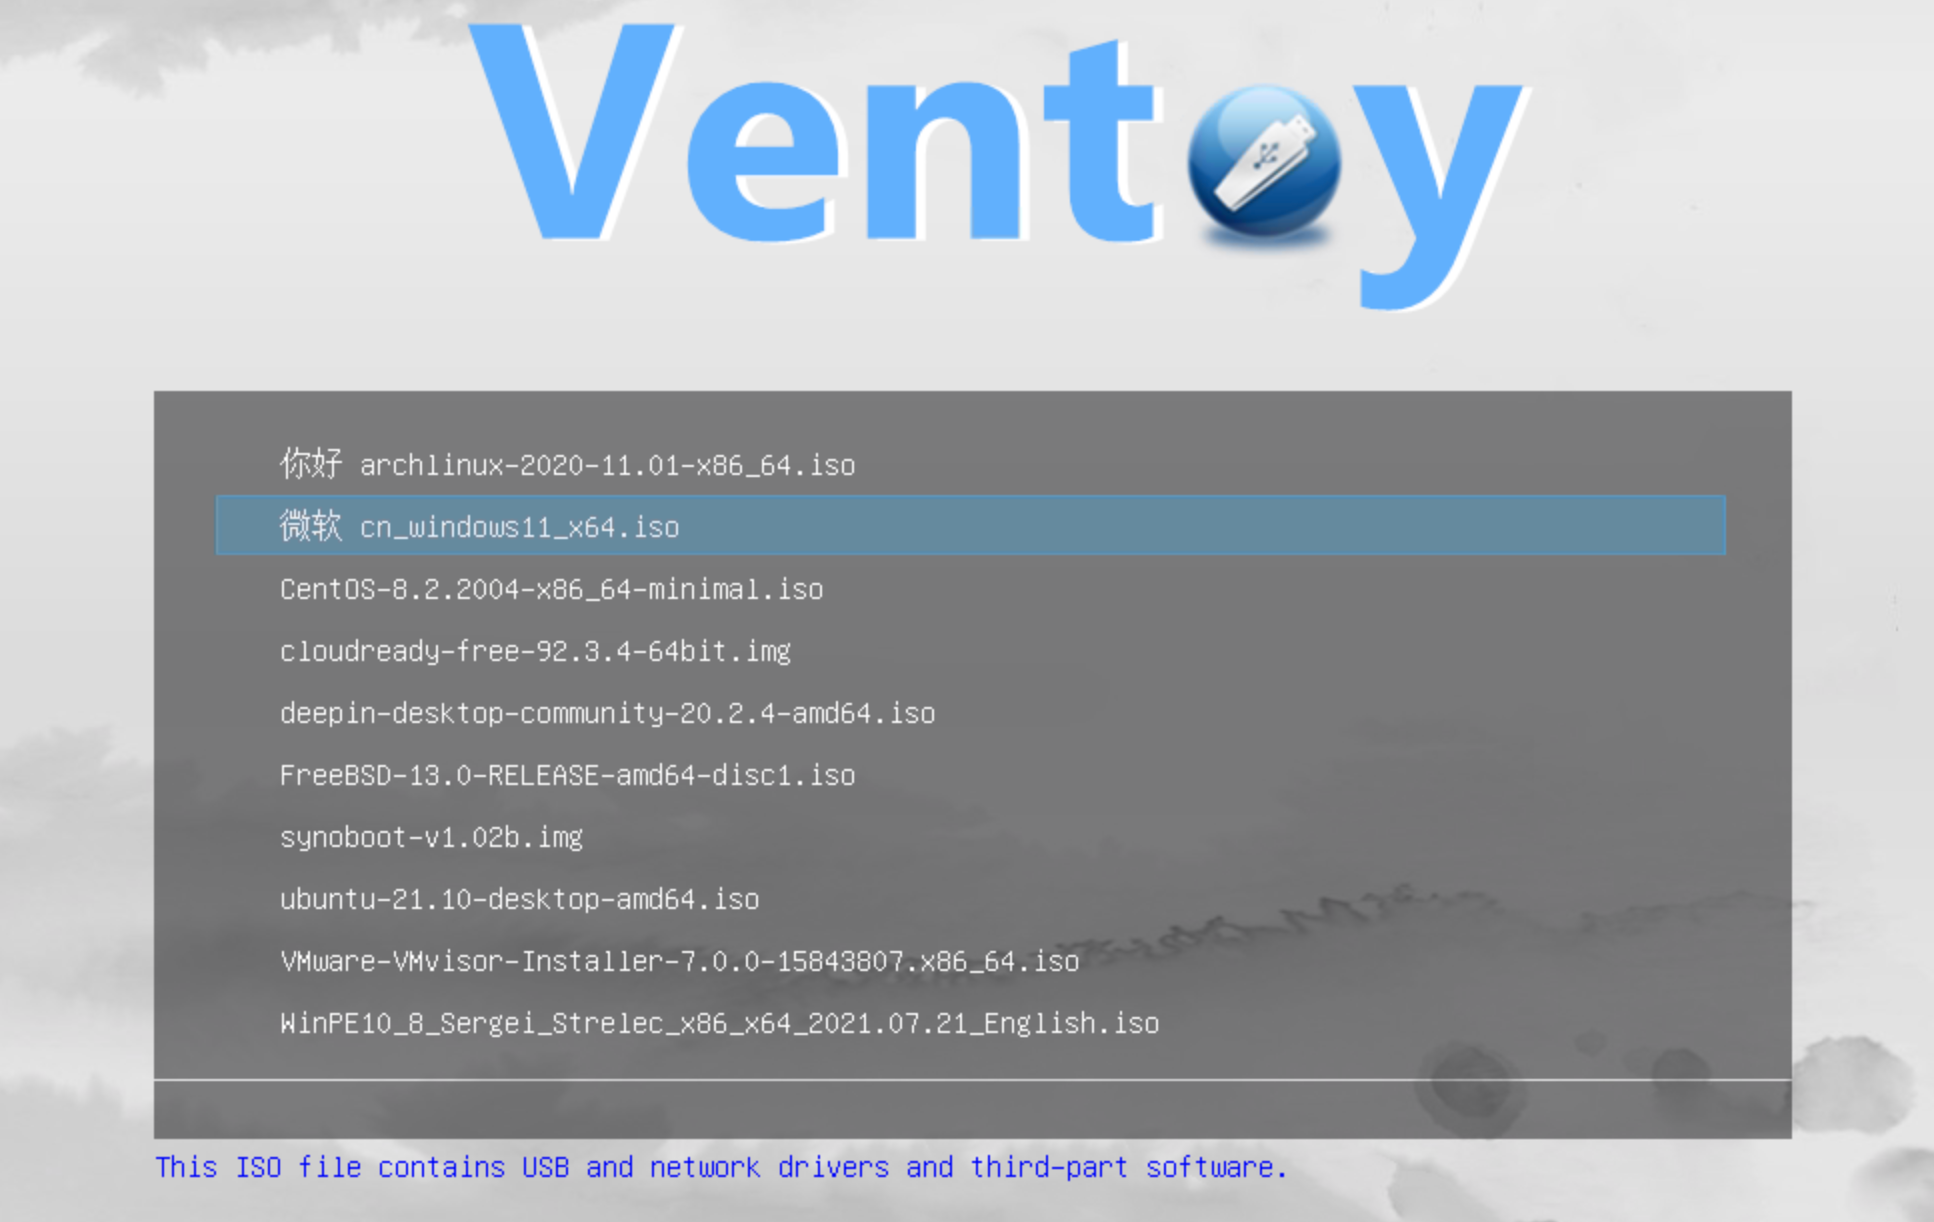 Ventoy
你好 archlinux-2020-11.01-x86_64.iso
微软 cn_windows11_x64.iso
CentOS-8.2.2004-x86_64-minimal.iso
cloudready-free-92.3.4-64bit.img
deepin-desktop-community-20.2.4-amd64.iso
FreeBSD-13.0-RELEASE-amd64-disc1.iso
synoboot-v1.02b.img
ubuntu-21.10-desktop-amd64.iso
VMware-VMvisor-Installer-7.0.0-15843807.x86_64.iso
WinPE10_8_Sergei_Strelec_x86_x64_2021.07.21_English.iso
This ISO file contains USB and network drivers and third-part software.